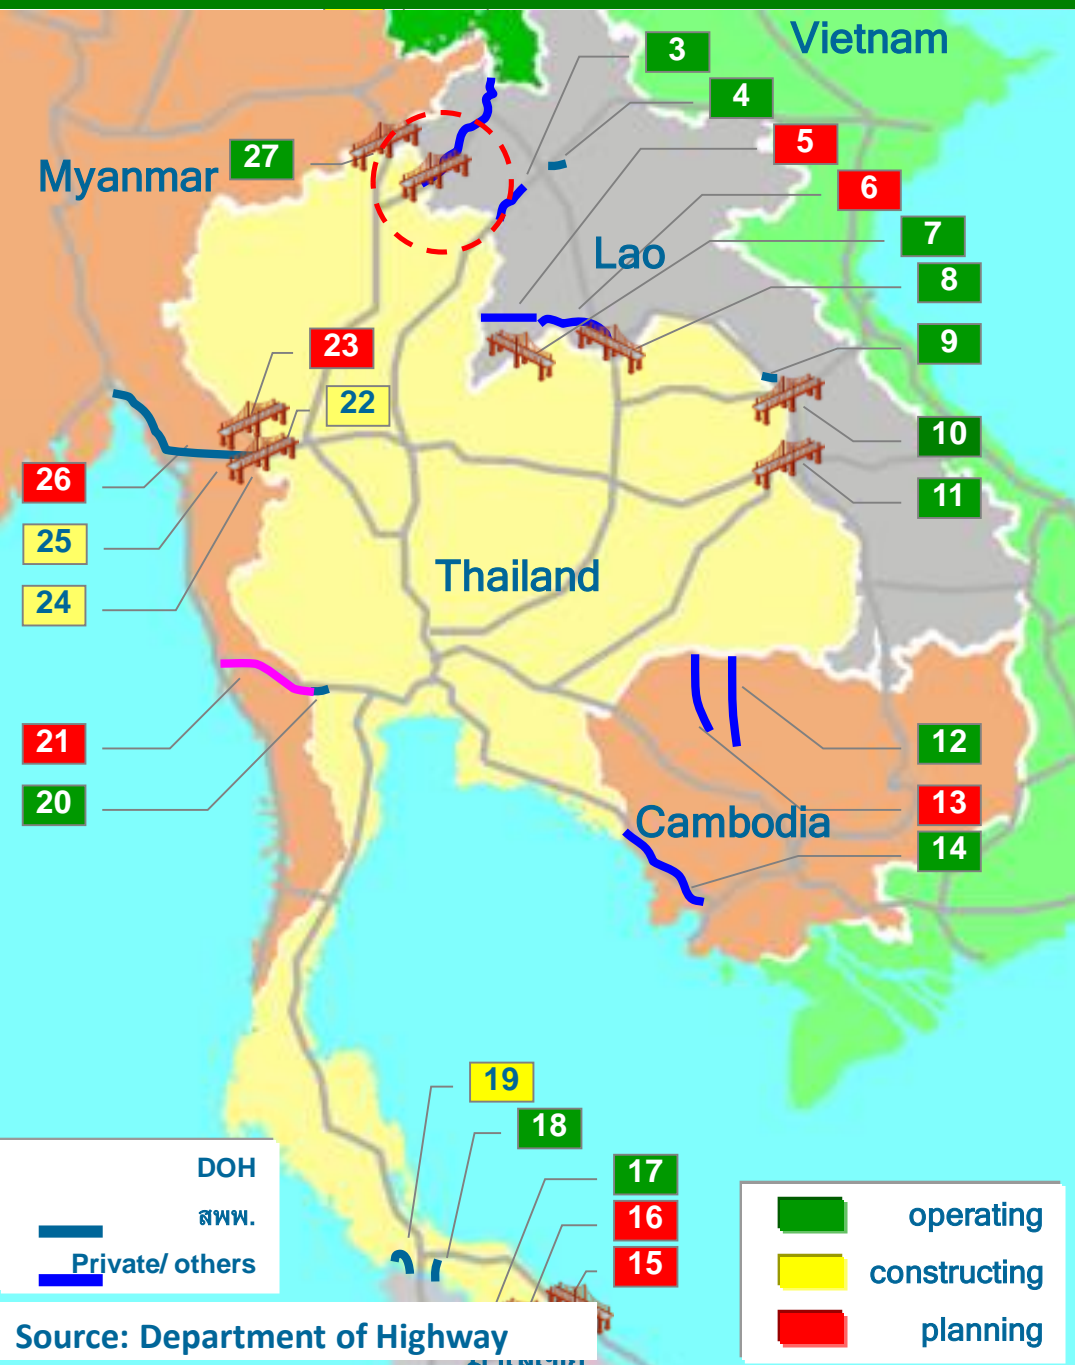 Vietnam
3
4
5
27
Myanmar
6
7
Lao
8
9
23
22
10
26
11
25
Thailand
24
21
12
20
13
Cambodia
14
19
18
DOH
17
สพพ.
16
operating
Private/ others
15
constructing
Source: Department of Highway
planning